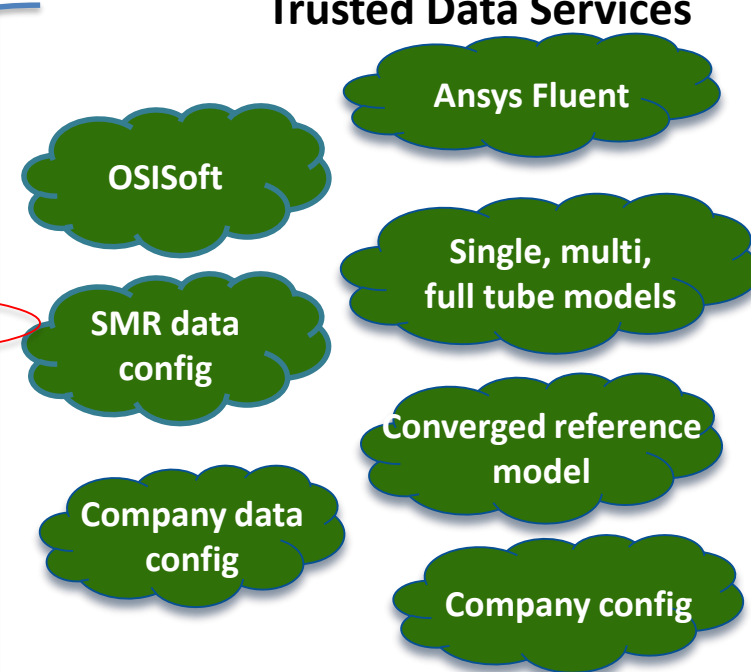 Trusted Data Services
Ansys Fluent
OSISoft
Single, multi,
full tube models
SMR data
config
Converged reference
model
Company data
config
Company config